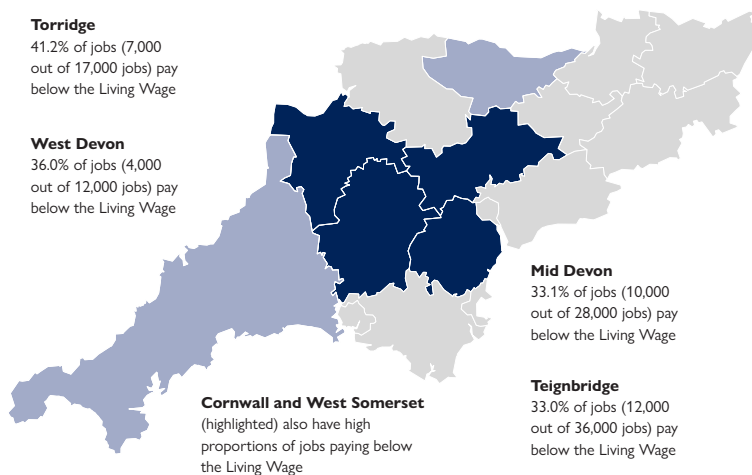 Torridge
41.2% of jobs (7,000
out of 17,000 jobs) pay
below the Living Wage
West Devon
36.0% of jobs (4,000
out of 12,000 jobs) pay
below the Living Wage
Mid Devon
33.1% of jobs (10,000
out of 28,000 jobs) pay
below the Living Wage
Teignbridge
33.0% of jobs (12,000
out of 36,000 jobs) pay
below the Living Wage
Cornwall and West Somerset
(highlighted) also have high
proportions of jobs paying below
the Living Wage